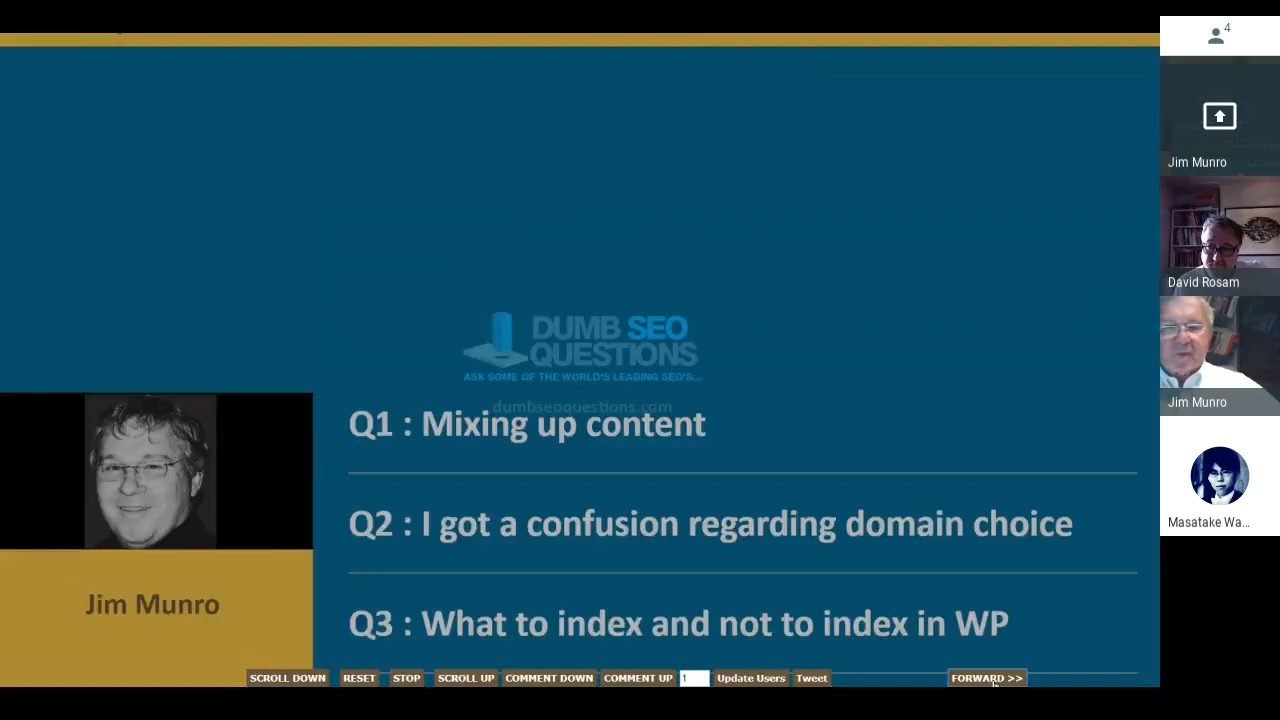 4
Jim Munro
David Rosam
Jim Munro
Masatake Wa...
DUMB SEO
QUESTIONS
ASK SOME OF THE WORLD'S LEADING SEO'S...
dumbseoquestions.com
Q1 : Mixing up content
Q2 : I got a confusion regarding domain choice
Jim Munro
Q3 : What to index and not to index in WP
SCROLL DOWN RESET STOP SCROLL UP COMMENT DOWN COMMENT UP 1 Update Users Tweet FORWARD >>